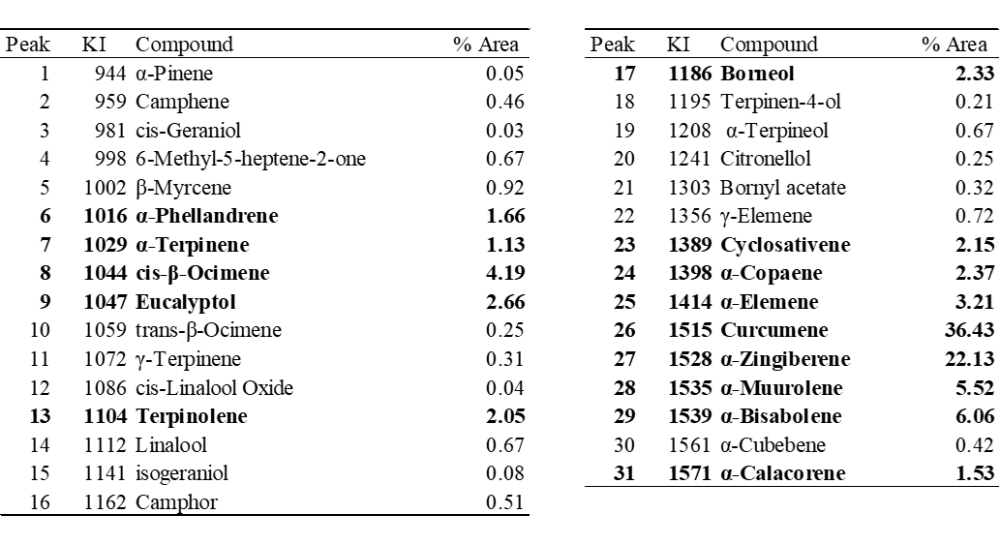 Peak KI Compound % Area
1 944 α-Pinene 0.05
2 959 Camphene 0.46
3 981 cis-Geraniol 0.03
4 998 6-Methyl-5-heptene-2-one 0.67
5 1002 β-Myrcene 0.92
6 1016 α-Phellandrene 1.66
7 1029 α-Terpinene 1.13
8 1044 cis-β-Ocimene 4.19
9 1047 Eucalyptol 2.66
10 1059 trans-β-Ocimene 0.25
11 1072 γ-Terpinene 0.31
12 1086 cis-Linalool Oxide 0.04
13 1104 Terpinolene 2.05
14 1112 Linalool 0.67
15 1141 isogeraniol 0.08
16 1162 Camphor 0.51
Peak KI Compound % Area
17 1186 Borneol 2.33
18 1195 Terpinen-4-ol 0.21
19 1208 α-Terpineol 0.67
20 1241 Citronellol 0.25
21 1303 Bornyl acetate 0.32
22 1356 γ-Elemene 0.72
23 1389 Cyclosativene 2.15
24 1398 α-Copaene 2.37
25 1414 α-Elemene 3.21
26 1515 Curcumene 36.43
27 1528 α-Zingiberene 22.13
28 1535 α-Muurolene 5.52
29 1539 α-Bisabolene 6.06
30 1561 α-Cubebene 0.42
31 1571 α-Calacorene 1.53